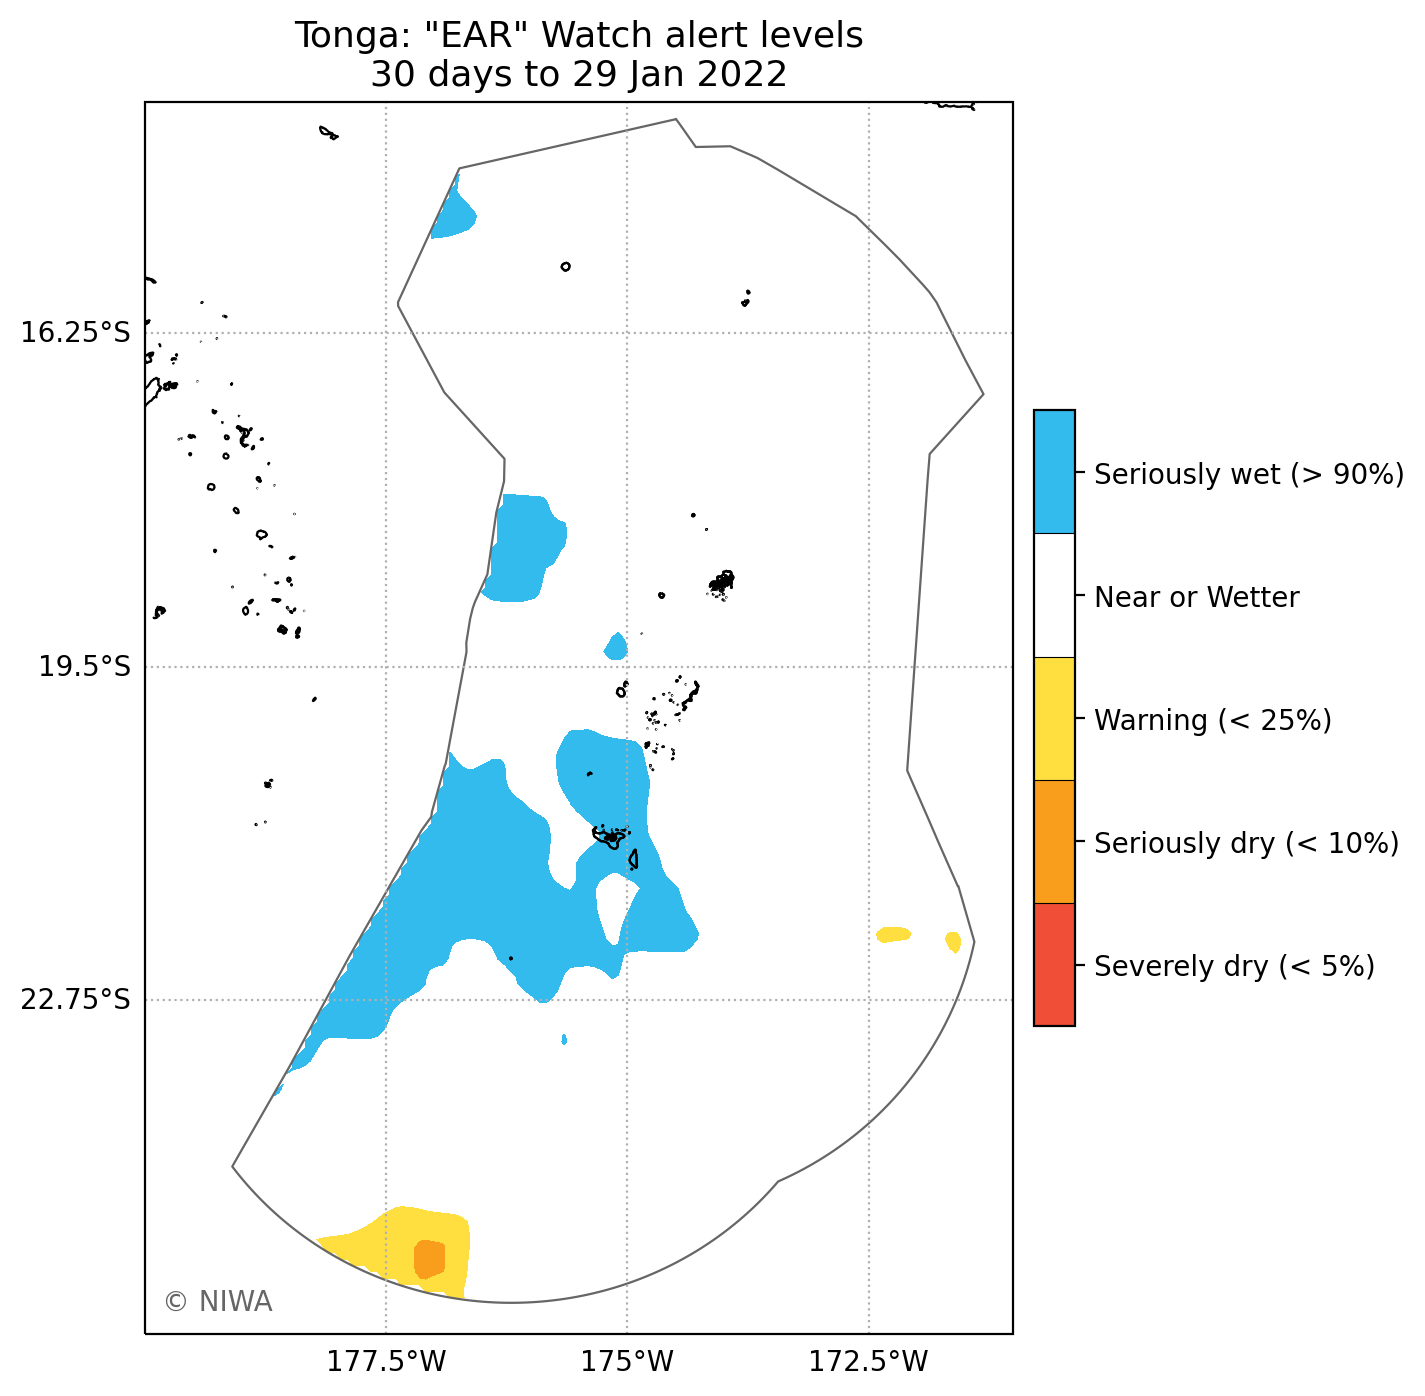 Tonga: "EAR" Watch alert levels
30 days to 29 Jan 2022
16.25°S
19.5°S
22.75°S
177.5°W
175°W
172.5°W
Seriously wet (> 90%)
Near or Wetter
Warning (< 25%)
Seriously dry (< 10%)
Severely dry (< 5%)
© NIWA